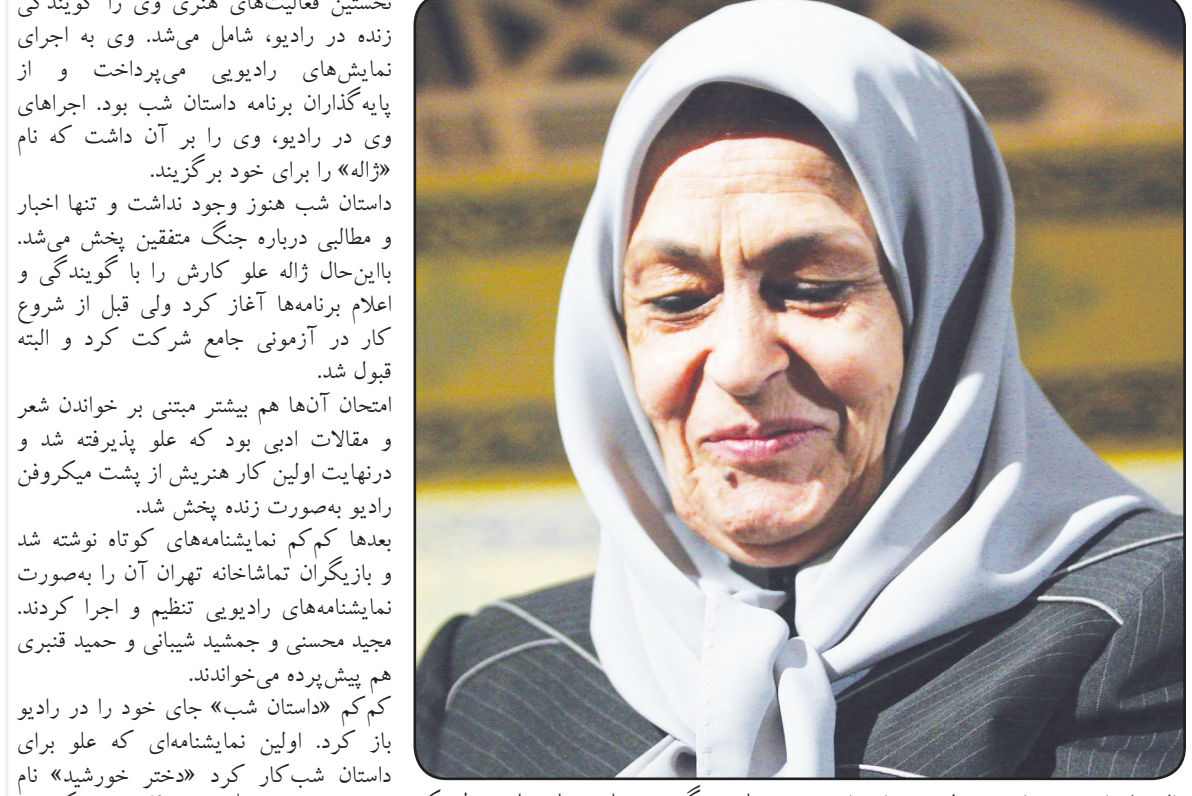 نخستین فعالیت‌های هنری وی را گویندگی
زنده در رادیو، شامل می‌شد. وی به اجرای
نمایش‌های رادیویی می‌پرداخت و از
پایه‌گذاران برنامه داستان شب بود. اجراهای
وی در رادیو، وی را بر آن داشت که نام
«ژاله» را برای خود برگزیند.
داستان شب هنوز وجود نداشت و تنها اخبار
و مطالبی درباره جنگ متفقین پخش می‌شد.
بااین‌حال ژاله علو کارش را با گویندگی و
اعلام برنامه‌ها آغاز کرد ولی قبل از شروع
کار در آزمونی جامع شرکت کرد و البته
قبول شد.
امتحان آن‌ها هم بیشتر مبتنی بر خواندن شعر
و مقالات ادبی بود که علو پذیرفته شد و
درنهایت اولین کار هنریش از پشت میکروفن
رادیو به‌صورت زنده پخش شد.
بعدها کم‌کم نمایشنامه‌های کوتاه نوشته شد
و بازیگران تماشاخانه تهران آن را به‌صورت
نمایشنامه‌های رادیویی تنظیم و اجرا کردند.
مجید محسنی و جمشید شیبانی و حمید قنبری
هم پیش‌پرده می‌خواندند.
کم‌کم «داستان شب» جای خود را در رادیو
باز کرد. اولین نمایشنامه‌ای که علو برای
داستان شب‌کار کرد «دختر خورشید» نام